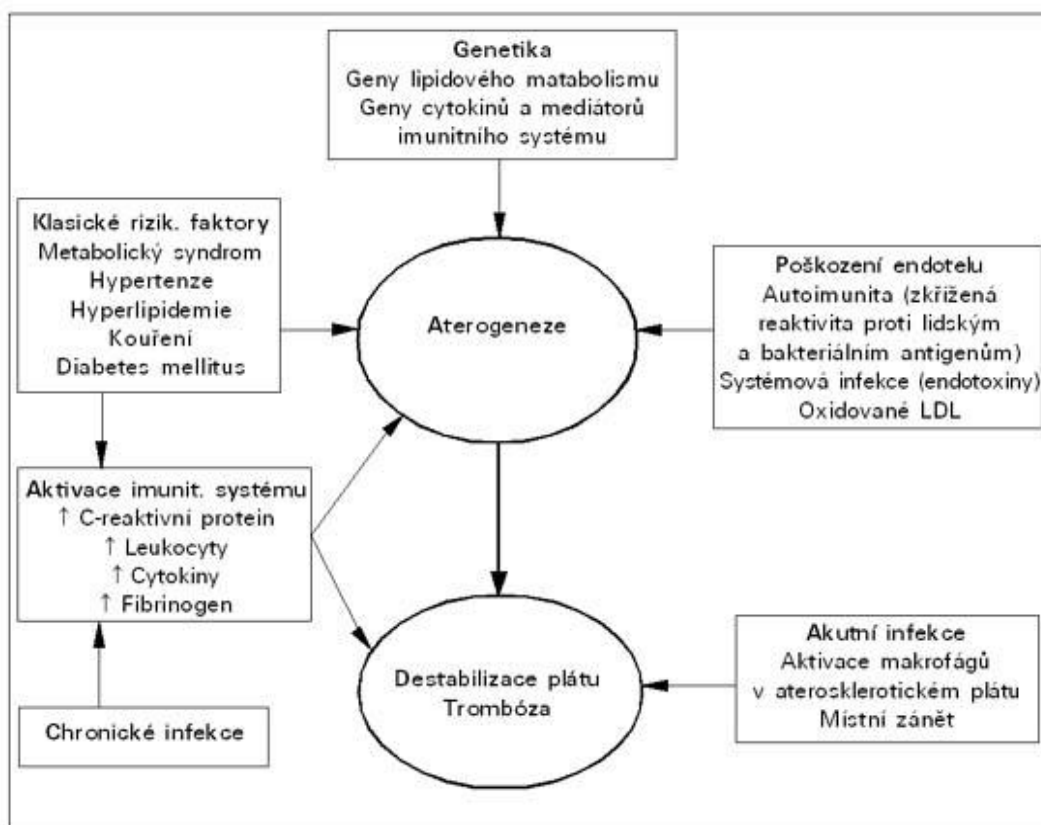 Genetika
Geny lipidového matabolismu
Geny cytokinů a mediátorů
imunitního systému
Klasické rizik. faktory
Metabolický syndrom
Hypertenze
Hyperlipidemie
Kouření
Diabetes mellitus
Aterogeneze
Poškození endotelu
Autoimunita (zkřížená
reaktivita proti lidským
a bakteriálním antigenům)
Systémová infekce (endotoxiny)
Oxidované LDL
Aktivace imunit. systému
↑ C-reaktivní protein
↑ Leukocyty
↑ Cytokiny
↑ Fibrinogen
Destabilizace plátu
Trombóza
Akutní infekce
Aktivace makrofágů
v aterosklerotickém plátu
Místní zánět
Chronické infekce